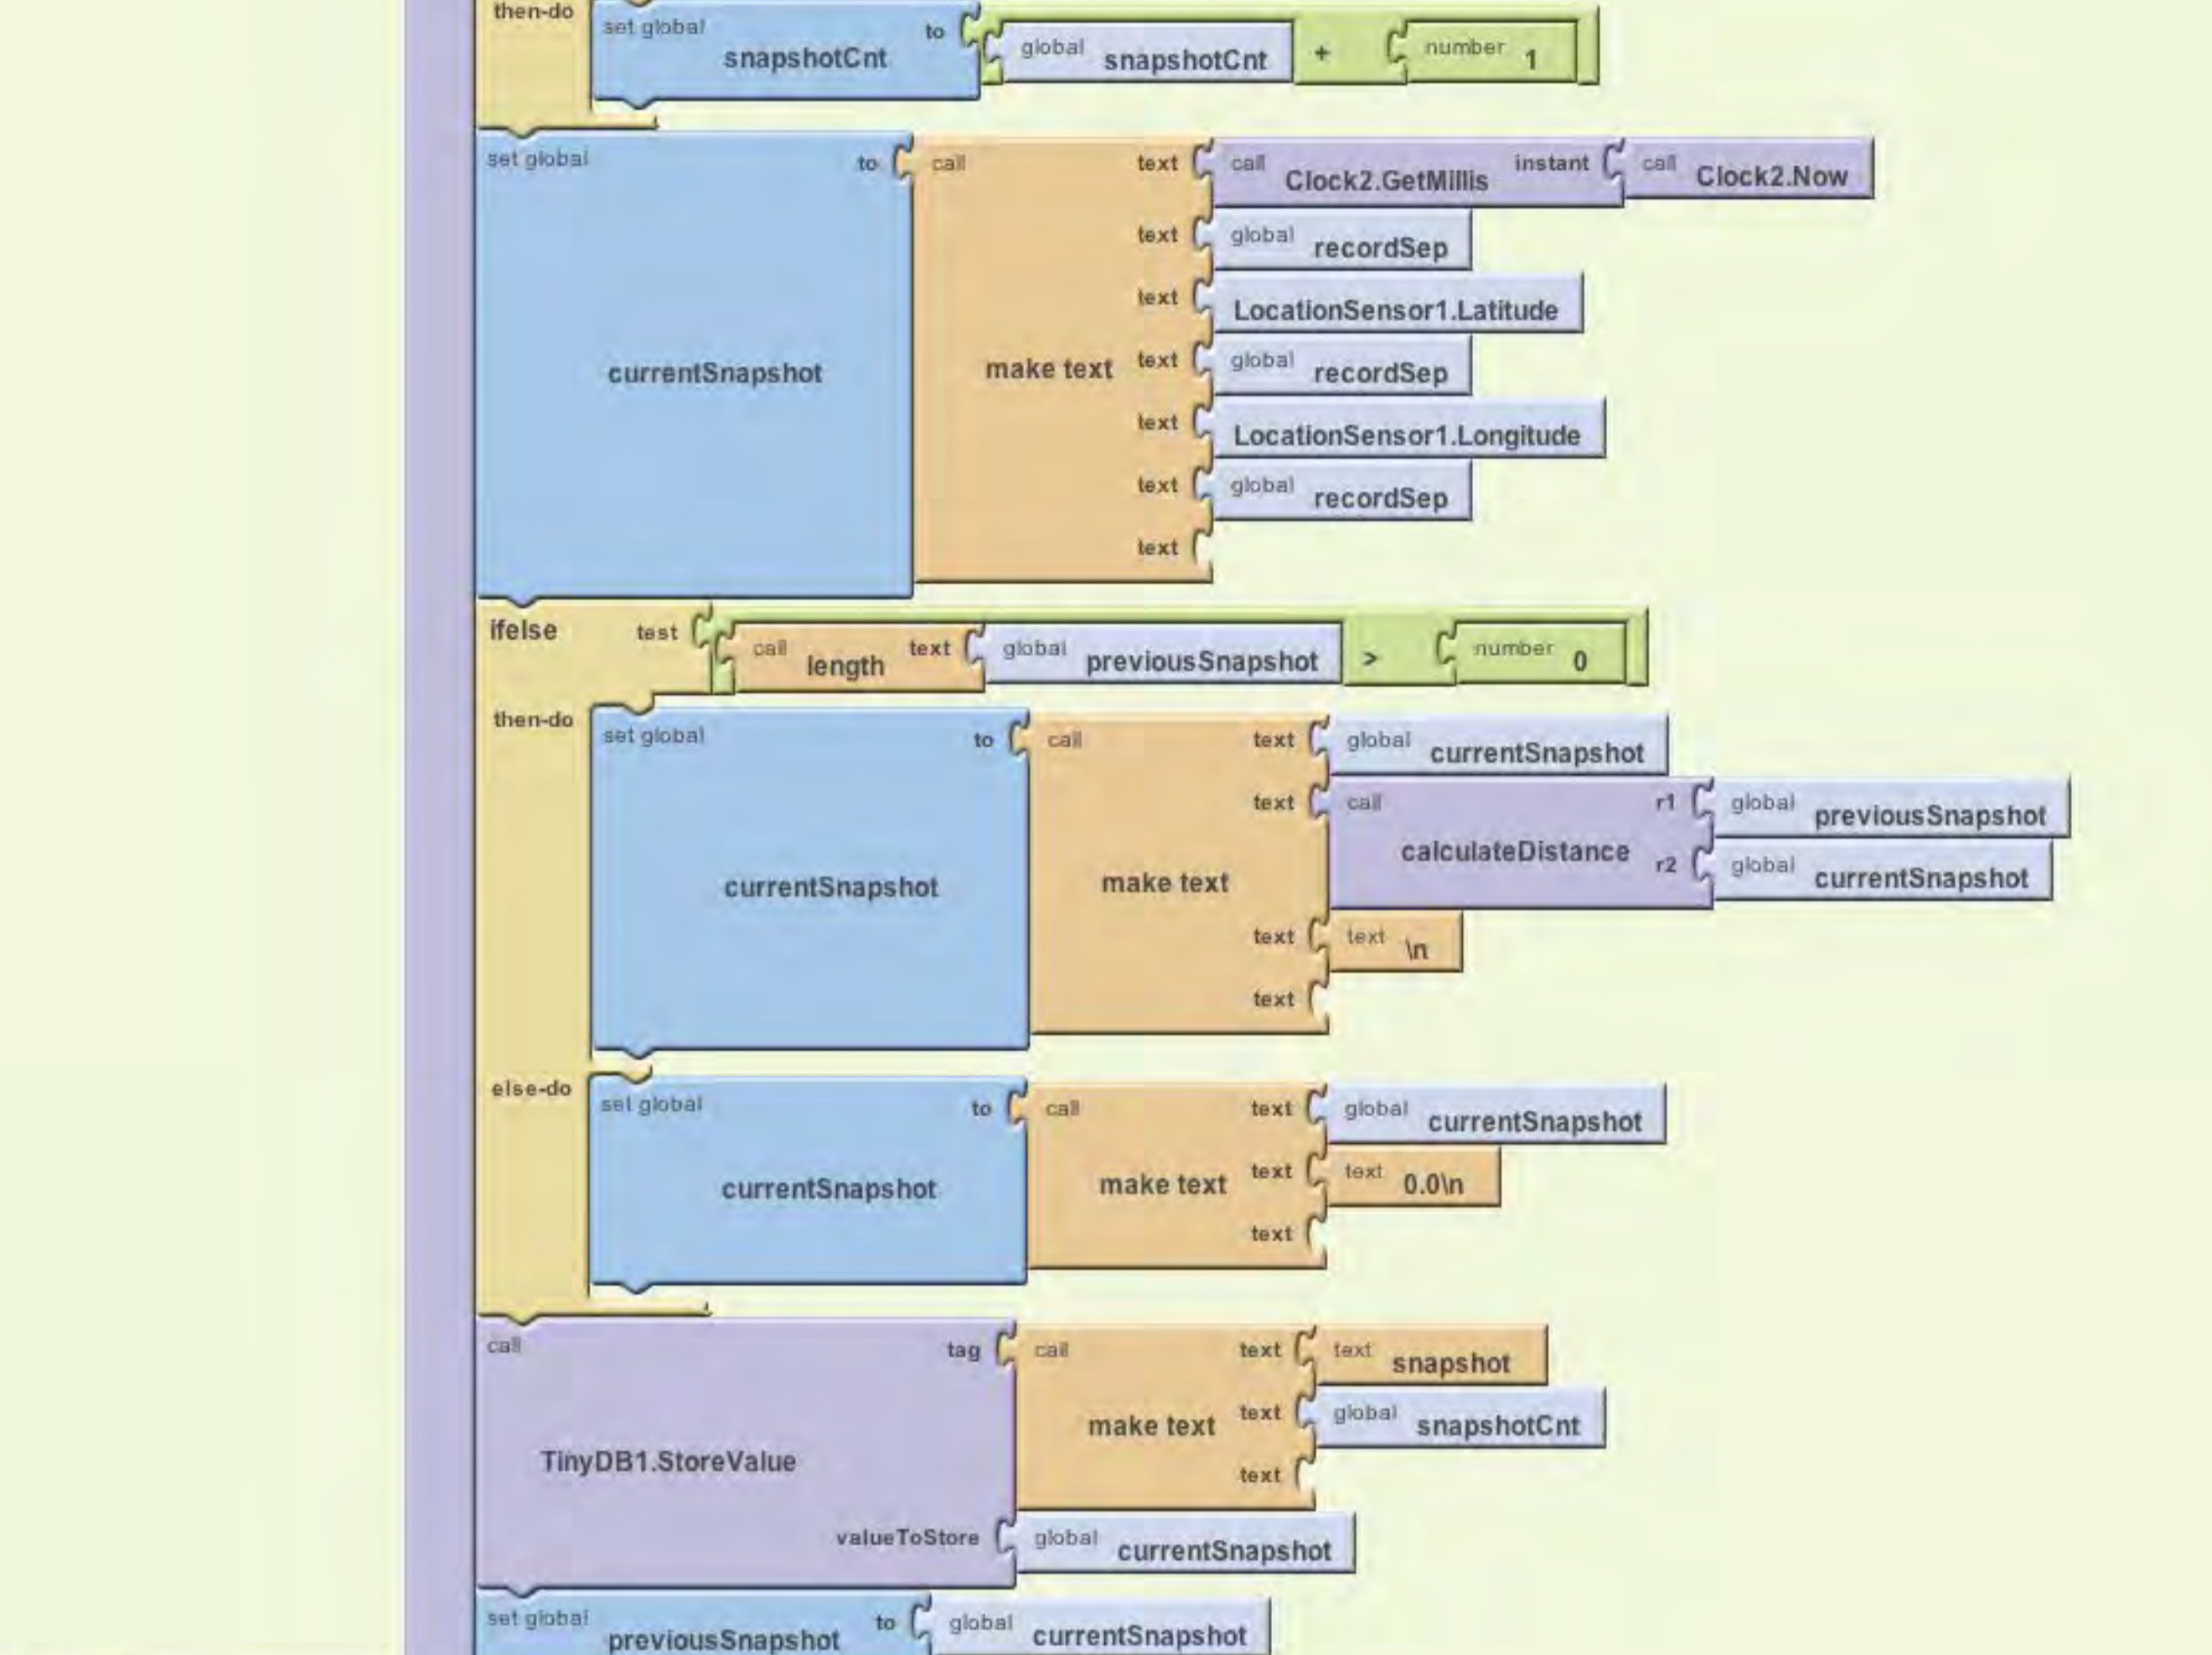 then-do set global snapshotCnt to global snapshotCnt + number 1
set global currentSnapshot to call make text text call Clock2.GetMillis instant call Clock2.Now
text global recordSep
text LocationSensor1.Latitude
text global recordSep
text LocationSensor1.Longitude
text global recordSep
text
ifelse test call length text global previousSnapshot > number 0
then-do set global currentSnapshot to call make text text global currentSnapshot
text call calculateDistance r1 global previousSnapshot
r2 global currentSnapshot
text text \n
text
else-do set global currentSnapshot to call make text text global currentSnapshot
text text 0.0\n
text
call TinyDB1.StoreValue tag call make text text text snapshot
text global snapshotCnt
text
valueToStore global currentSnapshot
set global previousSnapshot to global currentSnapshot